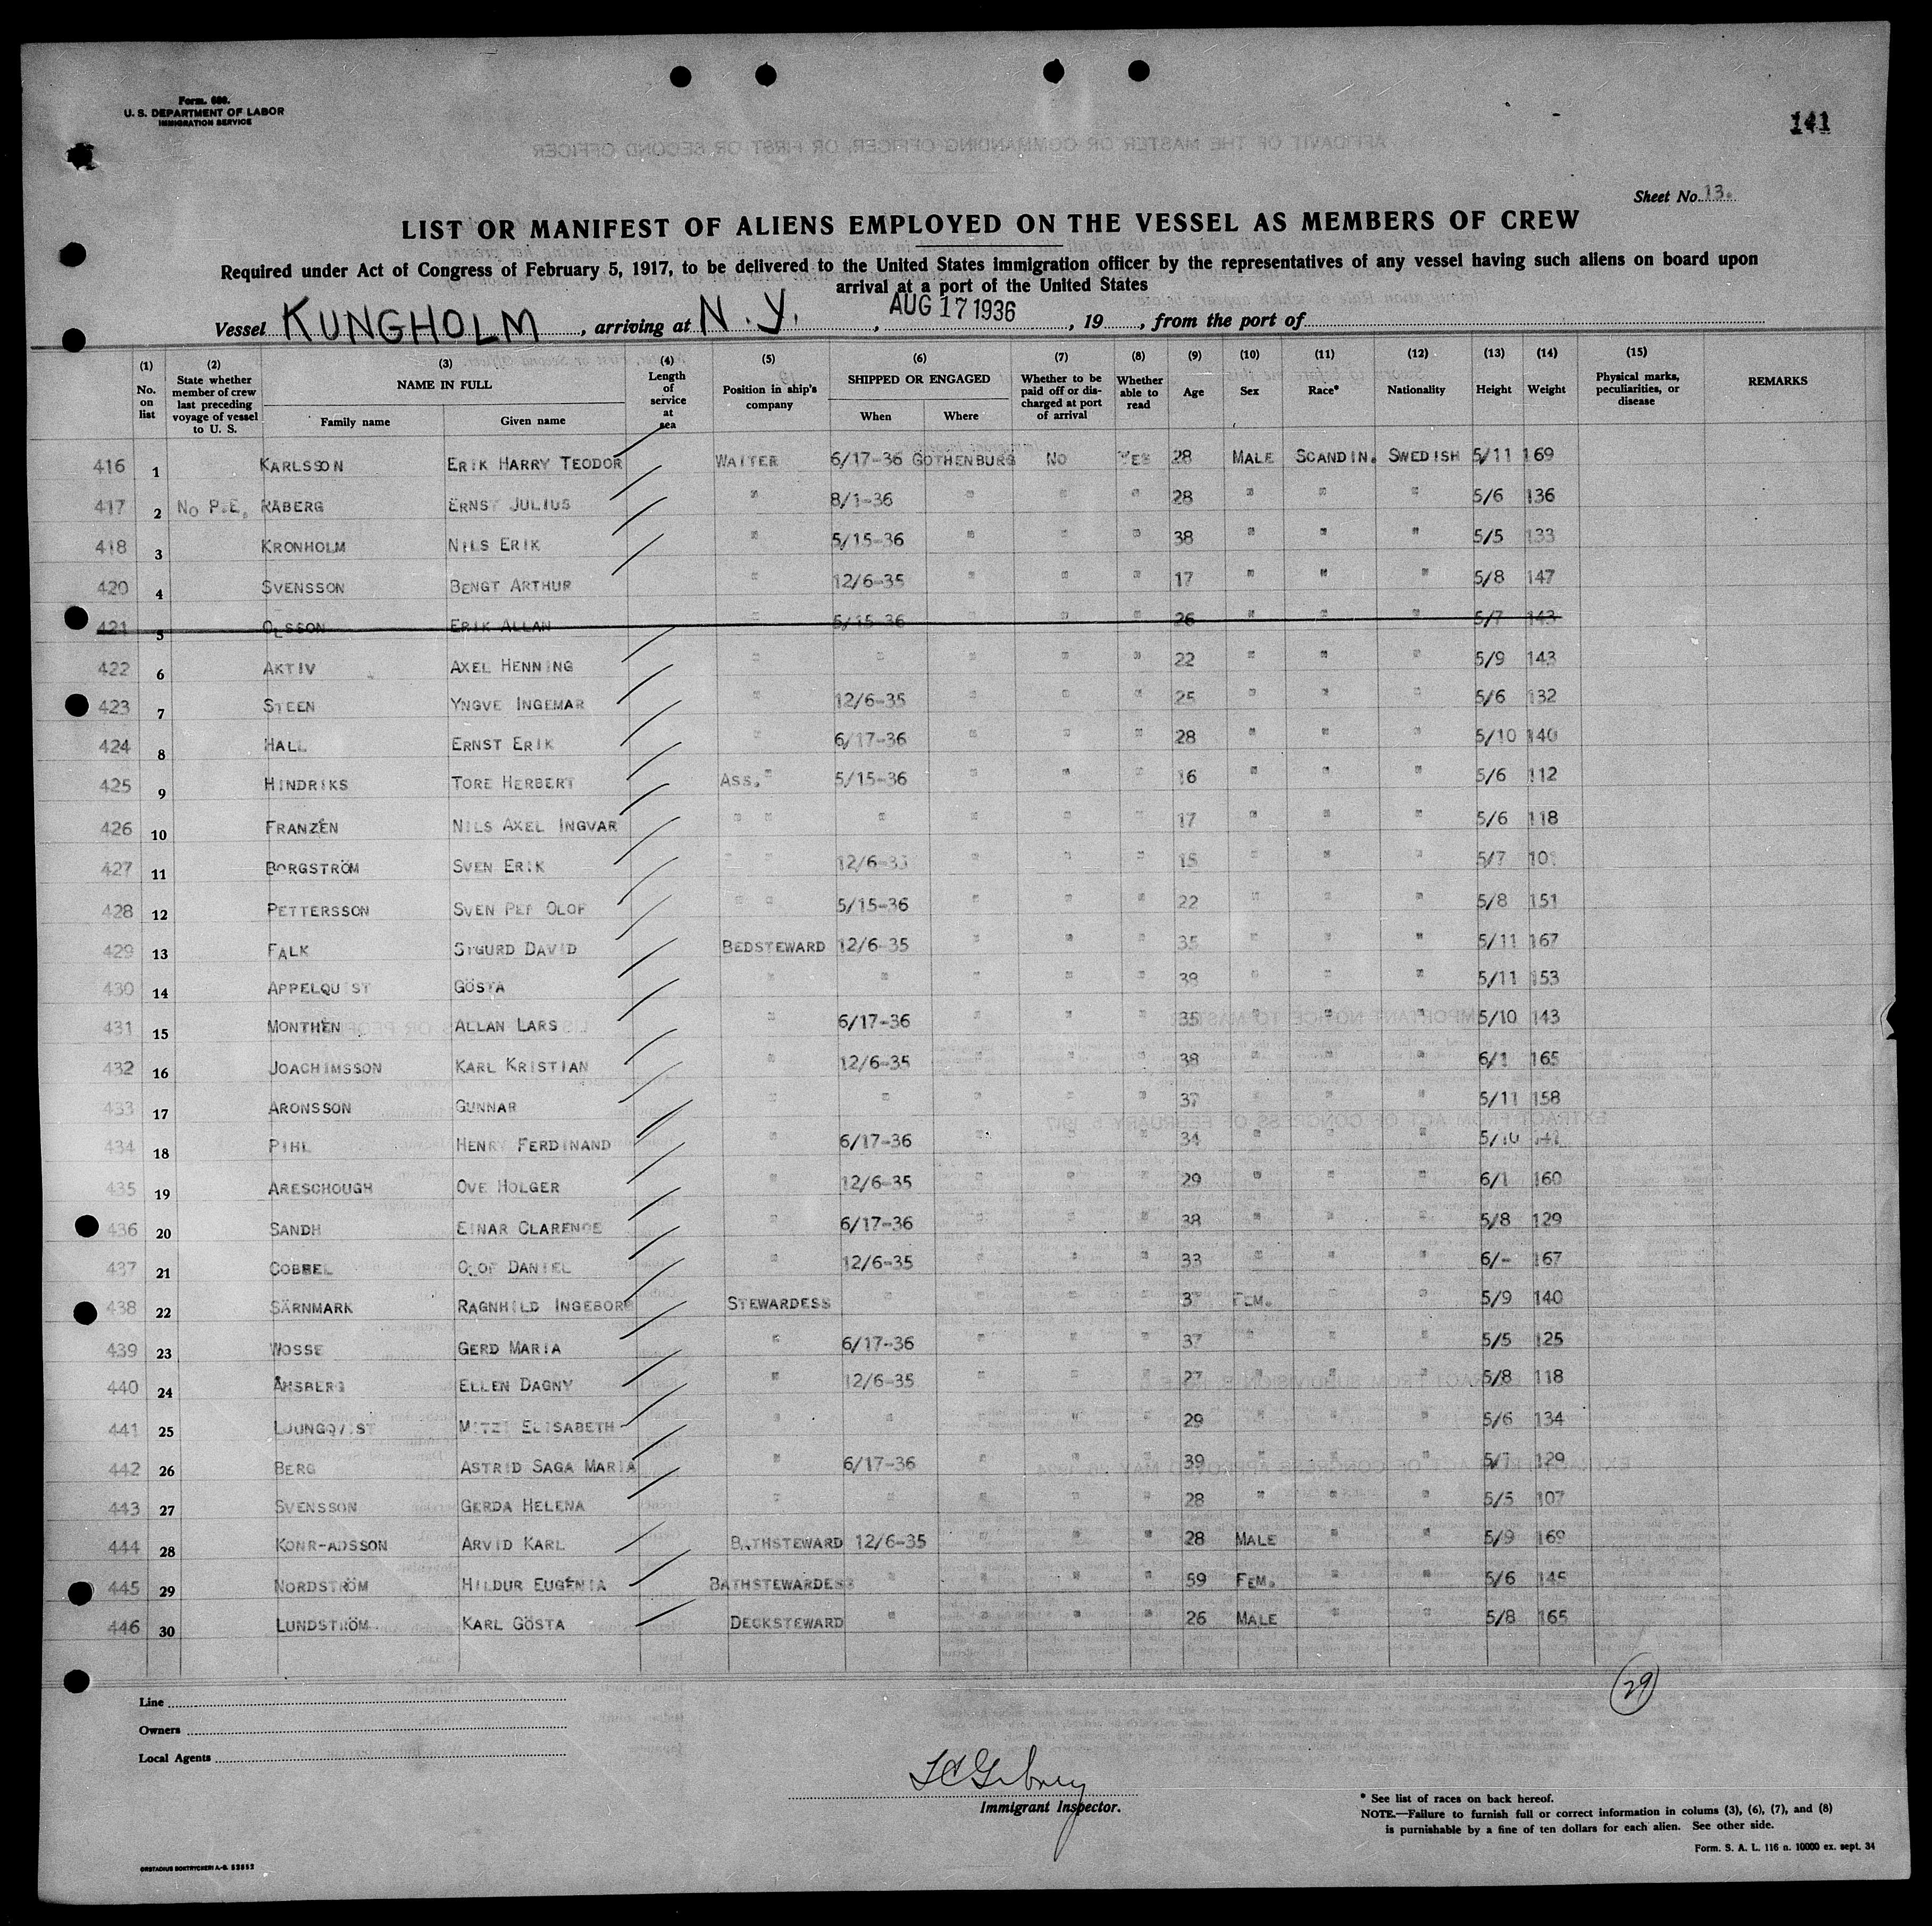 Form. 689.
U. S. DEPARTMENT OF LABOR
IMMIGRATION SERVICE
141
Sheet No. 13.
LIST OR MANIFEST OF ALIENS EMPLOYED ON THE VESSEL AS MEMBERS OF CREW
Required under Act of Congress of February 5, 1917, to be delivered to the United States immigration officer by the representatives of any vessel having such aliens on board upon
arrival at a port of the United States
Vessel KUNGHOLM, arriving at N.Y., AUG 17 1936, 19, from the port of
(1) No. on list (2) State whether member of crew last preceding voyage of vessel to U. S. (3) NAME IN FULL Family name Given name (4) Length of service at sea (5) Position in ship's company (6) SHIPPED OR ENGAGED When Where (7) Whether to be paid off or discharged at port of arrival (8) Whether able to read (9) Age (10) Sex (11) Race* (12) Nationality (13) Height (14) Weight (15) Physical marks, peculiarities, or disease REMARKS
416 1 KARLSSON ERIK HARRY TEODOR WAITER 6/17-36 GOTHENBURG NO YES 28 MALE SCANDIN. SWEDISH 5/11 169
417 2 NO P.E. RABERG ERNST JULIUS " 8/1-36 " " " 28 " " " 5/6 136
418 3 KRONHOLM NILS ERIK " 5/15-36 " " " 38 " " " 5/5 133
420 4 SVENSSON BENGT ARTHUR " 12/6-35 " " " 17 " " " 5/8 147
421 5 OLSSON ERIK ALLAN " 5/15-36 " " " 26 " " " 5/7 143
422 6 AKTIV AXEL HENNING " " " " " 22 " " " 5/9 143
423 7 STEEN YNGVE INGEMAR " 12/6-35 " " " 25 " " " 5/6 132
424 8 HALL ERNST ERIK " 6/17-36 " " " 28 " " " 5/10 140
425 9 HINDRIKS TORE HERBERT ASS. " 5/15-36 " " " 16 " " " 5/6 112
426 10 FRANZÉN NILS AXEL INGVAR " " " " " " 17 " " " 5/6 118
427 11 BORGSTRÖM SVEN ERIK " " " " " 15 " " " 5/7
428 12 PETTERSSON SVEN PER OLOF " " 5/15-36 " " " 22 " " " 5/8 151
429 13 FALK SIGURD DAVID BEDSTEWARD 12/6-35 " " " 35 " " " 5/11 167
430 14 APPELQUIST GÖSTA " " " " " 38 " " " 5/11 153
431 15 MONTHÉN ALLAN LARS " 6/17-36 " " " 35 " " " 5/10 143
432 16 JOACHIMSSON KARL KRISTIAN " 12/6-35 " " " 38 " " " 6/1 165
433 17 ARONSSON GUNNAR " " " " " 37 " " " 5/11 158
434 18 PIHL HENRY FERDINAND " 6/17-36 " " " 34 " " " 5/10
435 19 ARESCHOUGH OVE HOLGER " 12/6-35 " " " 29 " " " 6/1 160
436 20 SANDH EINAR CLARENCE " 6/17-36 " " " 38 " " " 5/8 129
437 21 COBBEL OLOF DANIEL " 12/6-35 " " " 33 " " " 6/- 167
438 22 SÄRNMARK RAGNHILD INGEBORG STEWARDESS " " " " 37 FEM. " " 5/9 140
439 23 WOSSE GERD MARIA " 6/17-36 " " " 37 " " " 5/5 125
440 24 ÅHSBERG ELLEN DAGNY " 12/6-35 " " " 27 " " " 5/8 118
441 25 LJUNGQVIST MITZI ELISABETH " " " " " 29 " " " 5/6 134
442 26 BERG ASTRID SAGA MARIA " 6/17-36 " " " 39 " " " 5/7 129
443 27 SVENSSON GERDA HELENA " " " " " 28 " " " 5/5 107
444 28 KONR-ADSSON ARVID KARL BATHSTEWARD 12/6-35 " " " 28 MALE " " 5/9 169
445 29 NORDSTRÖM HILDUR EUGÉNIA BATHSTEWARDESS " " " " 59 FEM. " " 5/6 145
446 30 LUNDSTRÖM KARL GÖSTA DECKSTEWARD " " " " 26 MALE " " 5/8 165
29
Line
Owners
Local Agents
Immigrant Inspector.
* See list of races on back hereof.
NOTE.—Failure to furnish full or correct information in colums (3), (6), (7), and (8)
is purnishable by a fine of ten dollars for each alien. See other side.
Form. S. A. L. 116 n. 10000 ex. sept. 34
ORSTADIUS BOKTRYCKERI A.-B. 52852